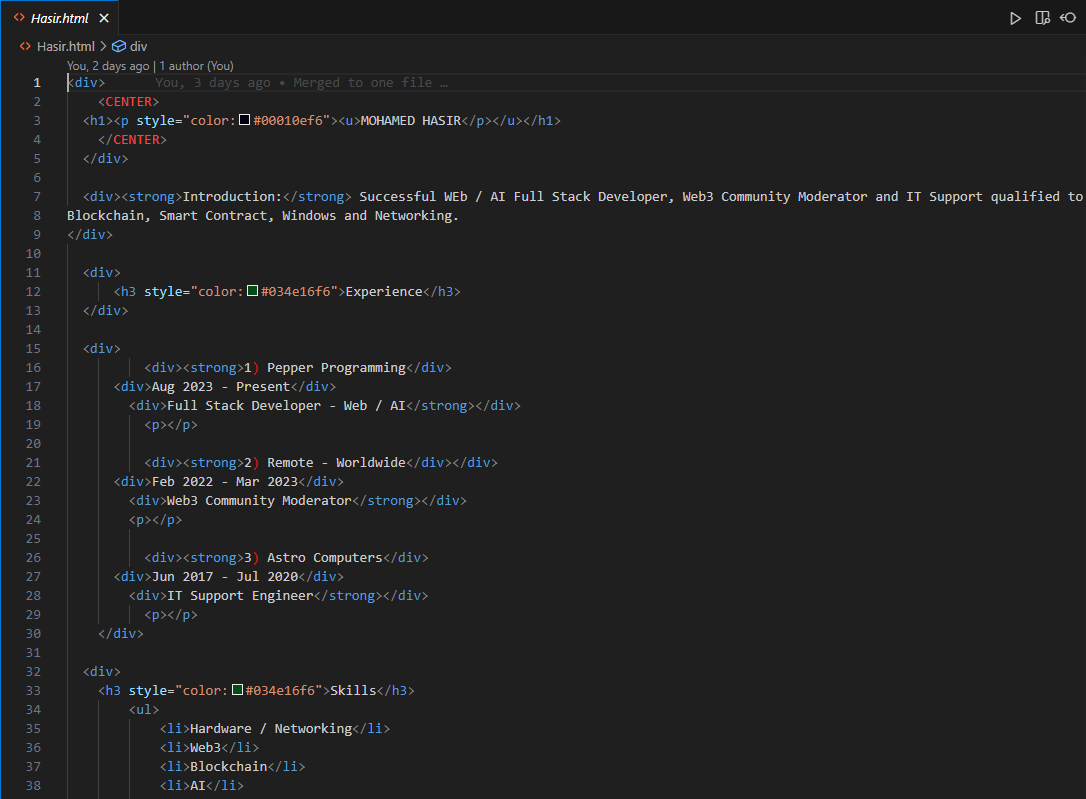 Hasir.html
Hasir.html > div
You, 2 days ago | 1 author (You)
1 <div> You, 3 days ago • Merged to one file …
2 <CENTER>
3 <h1><p style="color:#00010ef6"><u>MOHAMED HASIR</p></u></h1>
4 </CENTER>
5 </div>
6
7 <div><strong>Introduction:</strong> Successful WEb / AI Full Stack Developer, Web3 Community Moderator and IT Support qualified to
8 Blockchain, Smart Contract, Windows and Networking.
9 </div>
10
11 <div>
12 <h3 style="color:#034e16f6">Experience</h3>
13 </div>
14
15 <div>
16 <div><strong>1) Pepper Programming</div>
17 <div>Aug 2023 - Present</div>
18 <div>Full Stack Developer - Web / AI</strong></div>
19 <p></p>
20
21 <div><strong>2) Remote - Worldwide</div></div>
22 <div>Feb 2022 - Mar 2023</div>
23 <div>Web3 Community Moderator</strong></div>
24 <p></p>
25
26 <div><strong>3) Astro Computers</div>
27 <div>Jun 2017 - Jul 2020</div>
28 <div>IT Support Engineer</strong></div>
29 <p></p>
30 </div>
31
32 <div>
33 <h3 style="color:#034e16f6">Skills</h3>
34 <ul>
35 <li>Hardware / Networking</li>
36 <li>Web3</li>
37 <li>Blockchain</li>
38 <li>AI</li>